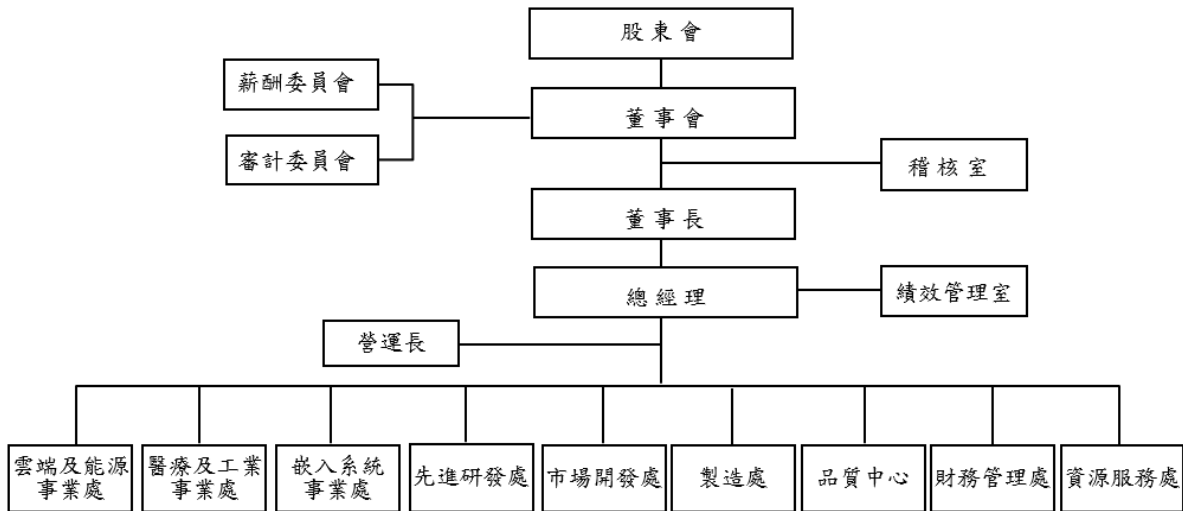 股東會
薪酬委員會
董事會
審計委員會
稽核室
董事長
總經理
績效管理室
營運長
雲端及能源
事業處
醫療及工業
事業處
嵌入系統
事業處
先進研發處
市場開發處
製造處
品質中心
財務管理處
資源服務處